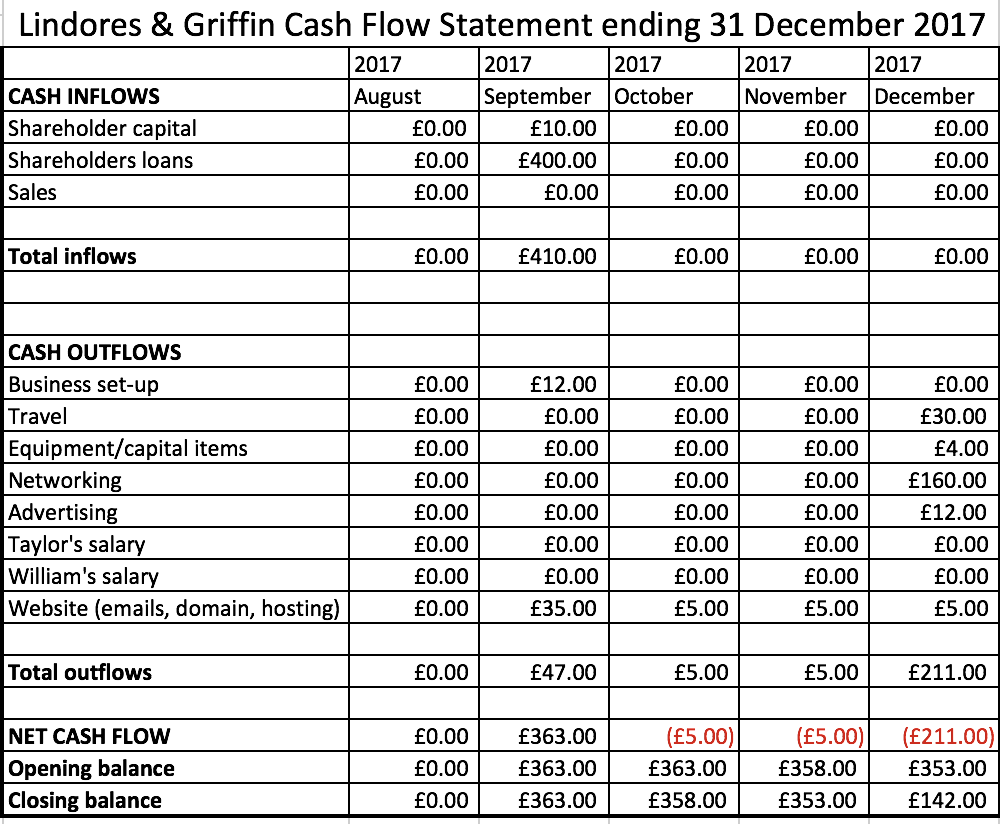 Lindores & Griffin Cash Flow Statement ending 31 December 2017
2017 2017 2017 2017 2017
CASH INFLOWS August September October November December
Shareholder capital £0.00 £10.00 £0.00 £0.00 £0.00
Shareholders loans £0.00 £400.00 £0.00 £0.00 £0.00
Sales £0.00 £0.00 £0.00 £0.00 £0.00
Total inflows £0.00 £410.00 £0.00 £0.00 £0.00
CASH OUTFLOWS
Business set-up £0.00 £12.00 £0.00 £0.00 £0.00
Travel £0.00 £0.00 £0.00 £0.00 £30.00
Equipment/capital items £0.00 £0.00 £0.00 £0.00 £4.00
Networking £0.00 £0.00 £0.00 £0.00 £160.00
Advertising £0.00 £0.00 £0.00 £0.00 £12.00
Taylor's salary £0.00 £0.00 £0.00 £0.00 £0.00
William's salary £0.00 £0.00 £0.00 £0.00 £0.00
Website (emails, domain, hosting) £0.00 £35.00 £5.00 £5.00 £5.00
Total outflows £0.00 £47.00 £5.00 £5.00 £211.00
NET CASH FLOW £0.00 £363.00 (£5.00) (£5.00) (£211.00)
Opening balance £0.00 £363.00 £363.00 £358.00 £353.00
Closing balance £0.00 £363.00 £358.00 £353.00 £142.00